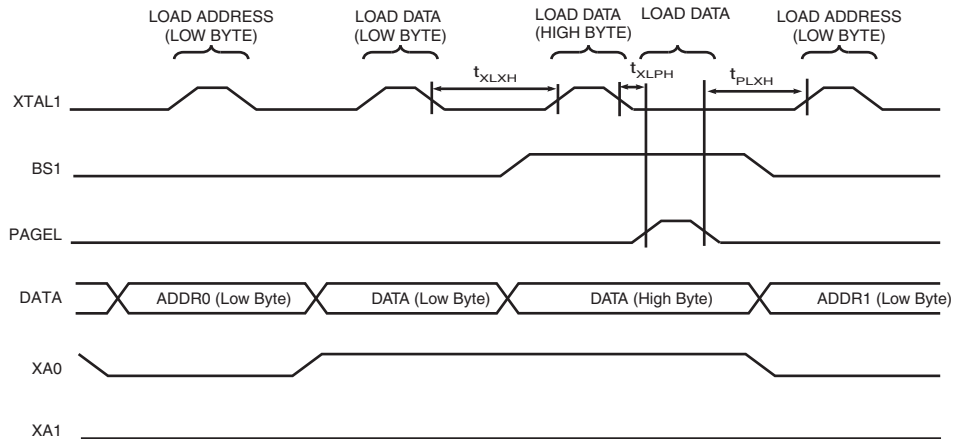 LOAD ADDRESS
(LOW BYTE)
LOAD DATA
(LOW BYTE)
LOAD DATA
(HIGH BYTE)
LOAD DATA
LOAD ADDRESS
(LOW BYTE)
tXLXH
tXLPH
tPLXH
XTAL1
BS1
PAGEL
DATA
ADDR0 (Low Byte)
DATA (Low Byte)
DATA (High Byte)
ADDR1 (Low Byte)
XA0
XA1